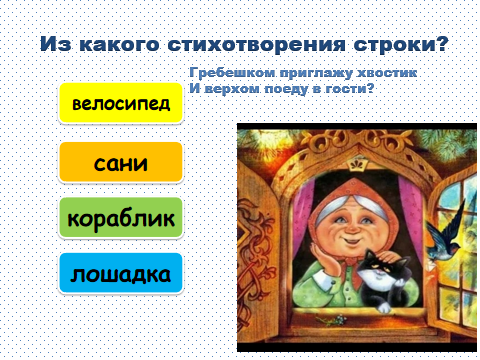 Из какого стихотворения строки?
Гребешком приглажу хвостик
И верхом поеду в гости?
велосипед
сани
кораблик
лошадка